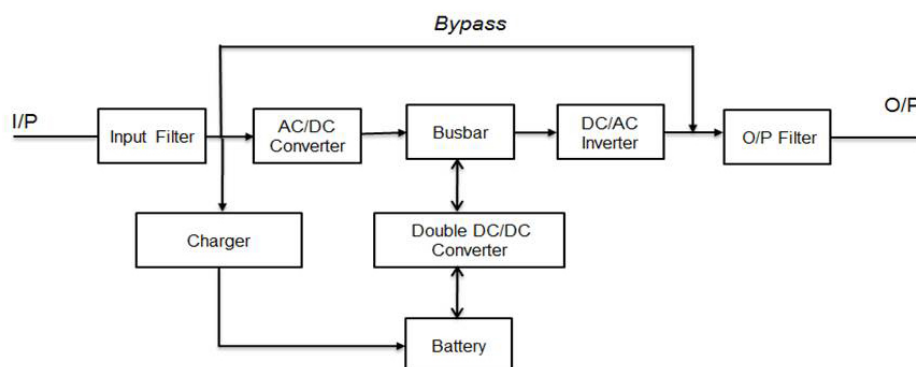 Bypass
I/P
Input Filter
AC/DC
Converter
Busbar
DC/AC
Inverter
O/P Filter
O/P
Charger
Double DC/DC
Converter
Battery